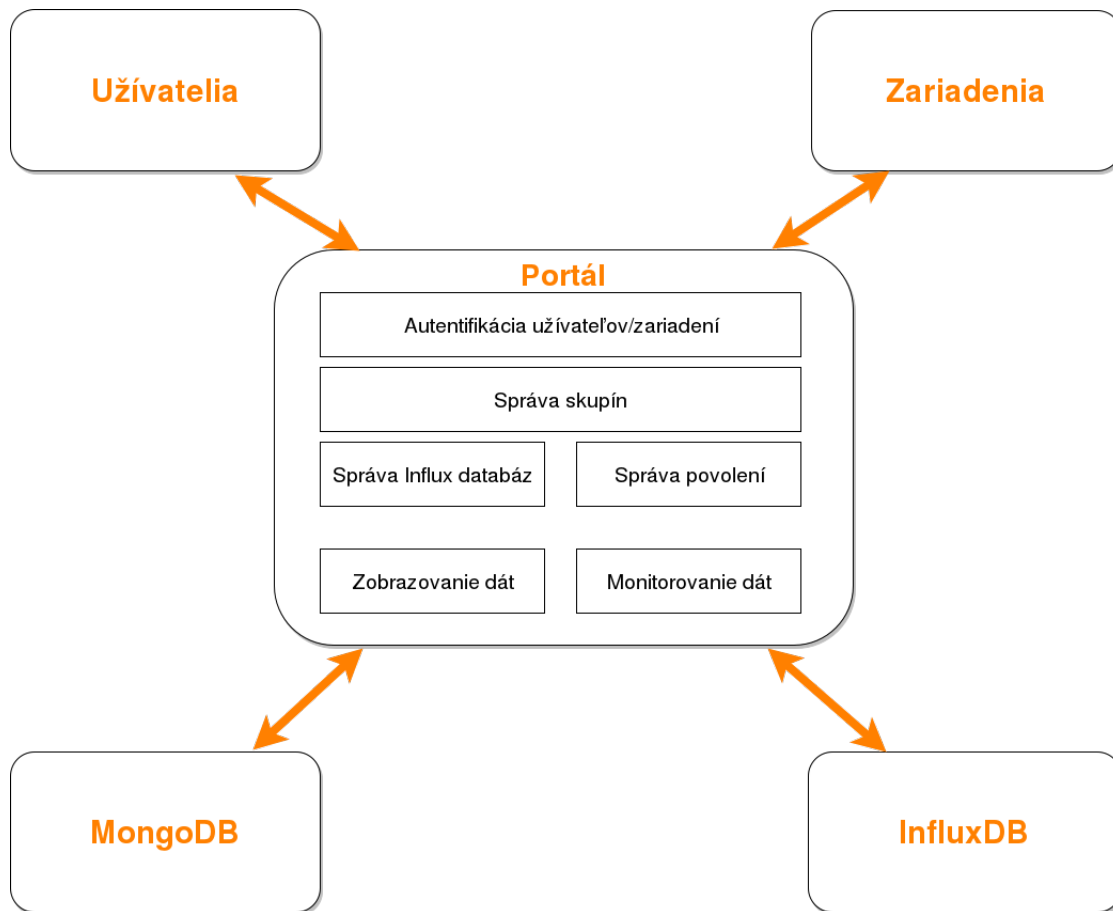 Užívatelia
Zariadenia
Portál
Autentifikácia užívateľov/zariadení
Správa skupín
Správa Influx databáz
Správa povolení
Zobrazovanie dát
Monitorovanie dát
MongoDB
InfluxDB